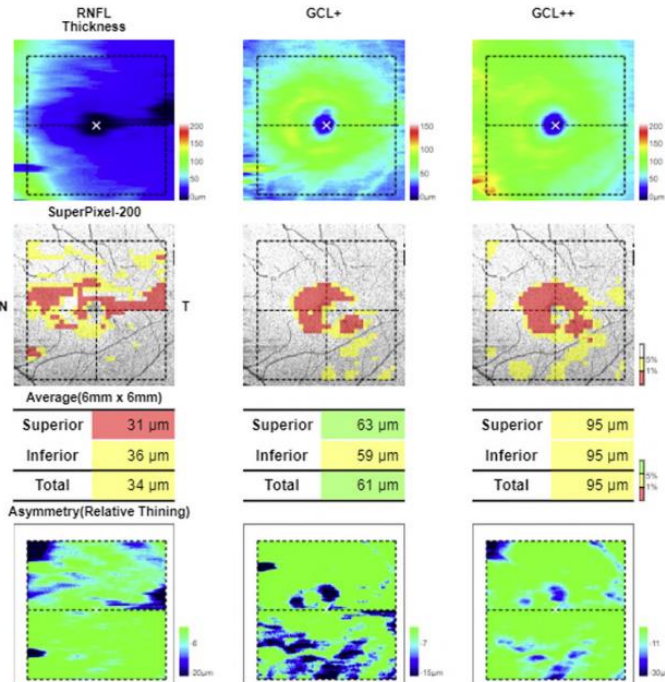 RNFL
Thickness
GCL+
GCL++
200
150
100
50
0µm
150
100
50
0µm
200
150
100
50
0µm
SuperPixel-200
N
T
5%
1%
Average(6mm x 6mm)
Superior 31 µm
Inferior 36 µm
Total 34 µm
Superior 63 µm
Inferior 59 µm
Total 61 µm
Superior 95 µm
Inferior 95 µm
Total 95 µm
5%
1%
Asymmetry(Relative Thining)
-6
-20µm
-7
-15µm
-11
-30µm